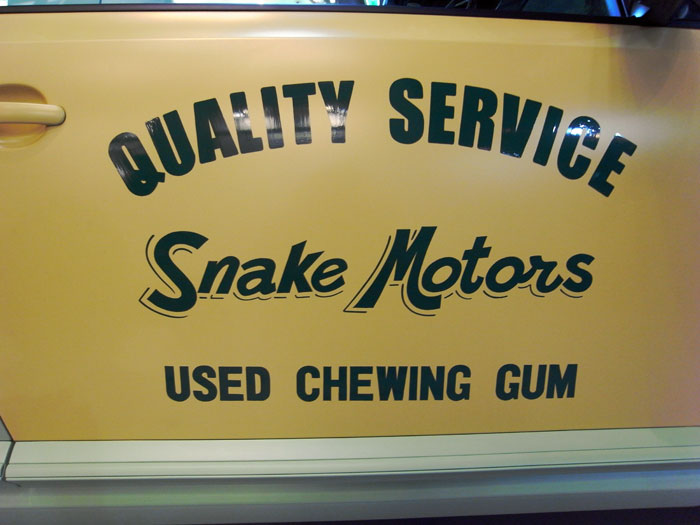 QUALITY SERVICE
Snake Motors
USED CHEWING GUM